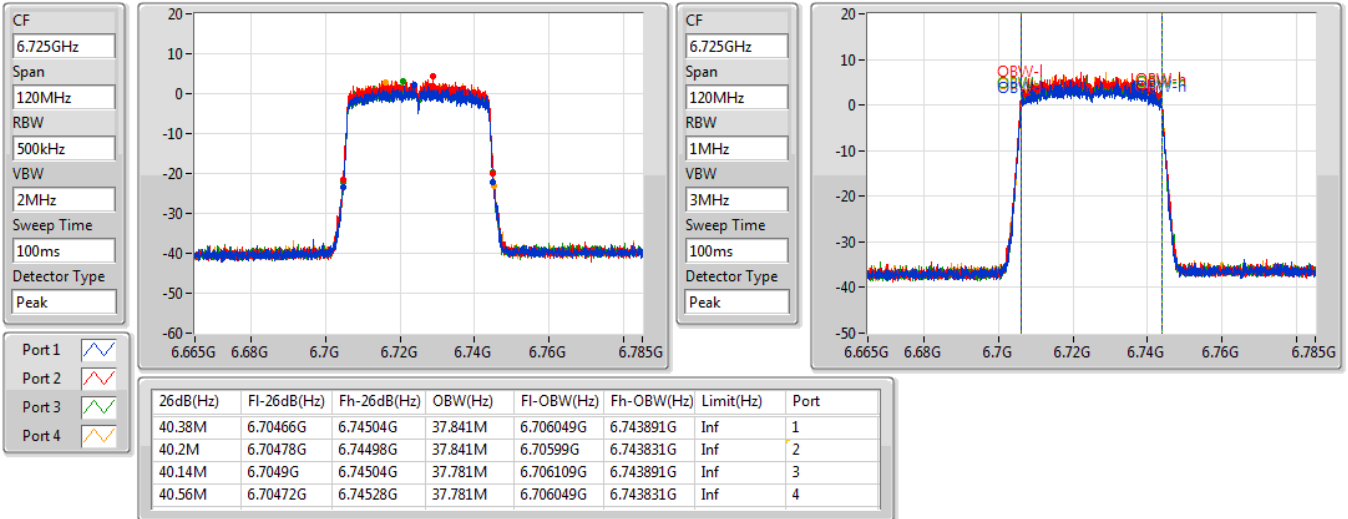 CF
6.725GHz
Span
120MHz
RBW
500kHz
VBW
2MHz
Sweep Time
100ms
Detector Type
Peak
20
10
0
-10
-20
-30
-40
-50
-60
6.665G 6.68G 6.7G 6.72G 6.74G 6.76G 6.785G
CF
6.725GHz
Span
120MHz
RBW
1MHz
VBW
3MHz
Sweep Time
100ms
Detector Type
Peak
20
10
0
-10
-20
-30
-40
-50
OBW-l
OBW-h
6.665G 6.68G 6.7G 6.72G 6.74G 6.76G 6.785G
Port 1
Port 2
Port 3
Port 4
26dB(Hz) Fl-26dB(Hz) Fh-26dB(Hz) OBW(Hz) Fl-OBW(Hz) Fh-OBW(Hz) Limit(Hz) Port
40.38M 6.70466G 6.74504G 37.841M 6.706049G 6.743891G Inf 1
40.2M 6.70478G 6.74498G 37.841M 6.70599G 6.743831G Inf 2
40.14M 6.7049G 6.74504G 37.781M 6.706109G 6.743891G Inf 3
40.56M 6.70472G 6.74528G 37.781M 6.706049G 6.743831G Inf 4